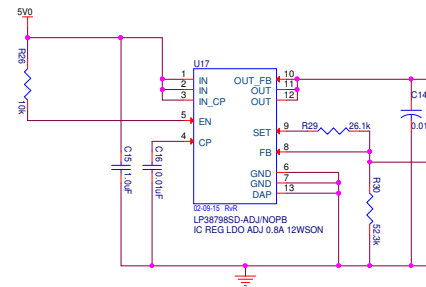 5V0
R26
10k
C15
1.0uF
C16
0.01uF
U17
1
2
3
5
4
IN
IN
IN_CP
EN
CP
OUT_FB
OUT
OUT
SET
FB
GND
GND
DAP
10
11
12
9
8
6
7
13
R29
26.1k
C14
0.01
R30
52.3k
02-09-15 RvR
LP38798SD-ADJ/NOPB
IC REG LDO ADJ 0.8A 12WSON